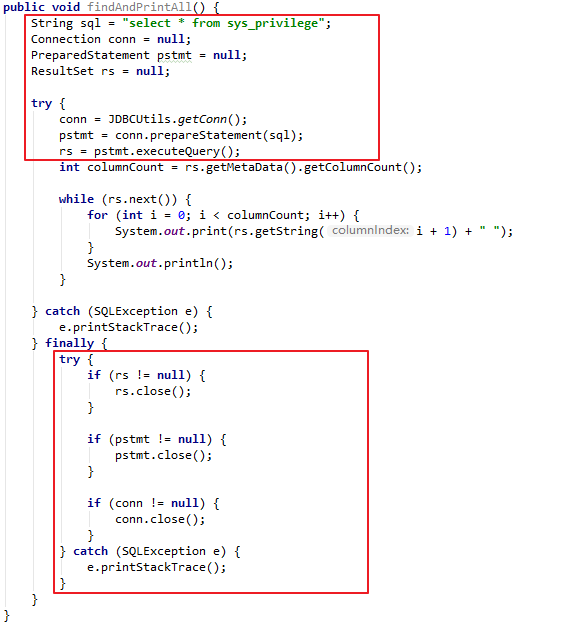 public void findAndPrintAll() {
    String sql = "select * from sys_privilege";
    Connection conn = null;
    PreparedStatement pstmt = null;
    ResultSet rs = null;

    try {
        conn = JDBCUtils.getConn();
        pstmt = conn.prepareStatement(sql);
        rs = pstmt.executeQuery();
        int columnCount = rs.getMetaData().getColumnCount();

        while (rs.next()) {
            for (int i = 0; i < columnCount; i++) {
                System.out.print(rs.getString( columnIndex: i + 1) + " ");
            }
            System.out.println();
        }

    } catch (SQLException e) {
        e.printStackTrace();
    } finally {
        try {
            if (rs != null) {
                rs.close();
            }

            if (pstmt != null) {
                pstmt.close();
            }

            if (conn != null) {
                conn.close();
            }
        } catch (SQLException e) {
            e.printStackTrace();
        }
    }
}